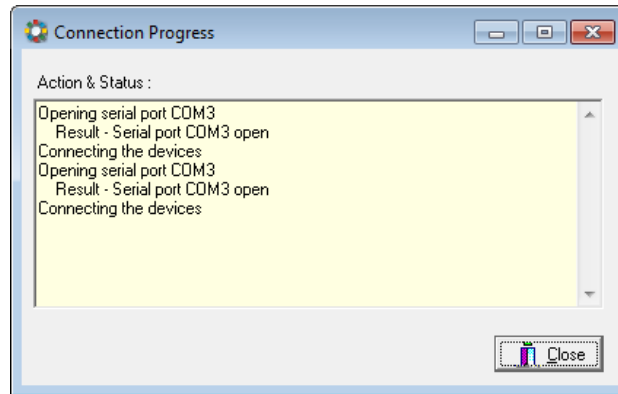 Connection Progress
Action & Status :
Opening serial port COM3
Result - Serial port COM3 open
Connecting the devices
Opening serial port COM3
Result - Serial port COM3 open
Connecting the devices
Close